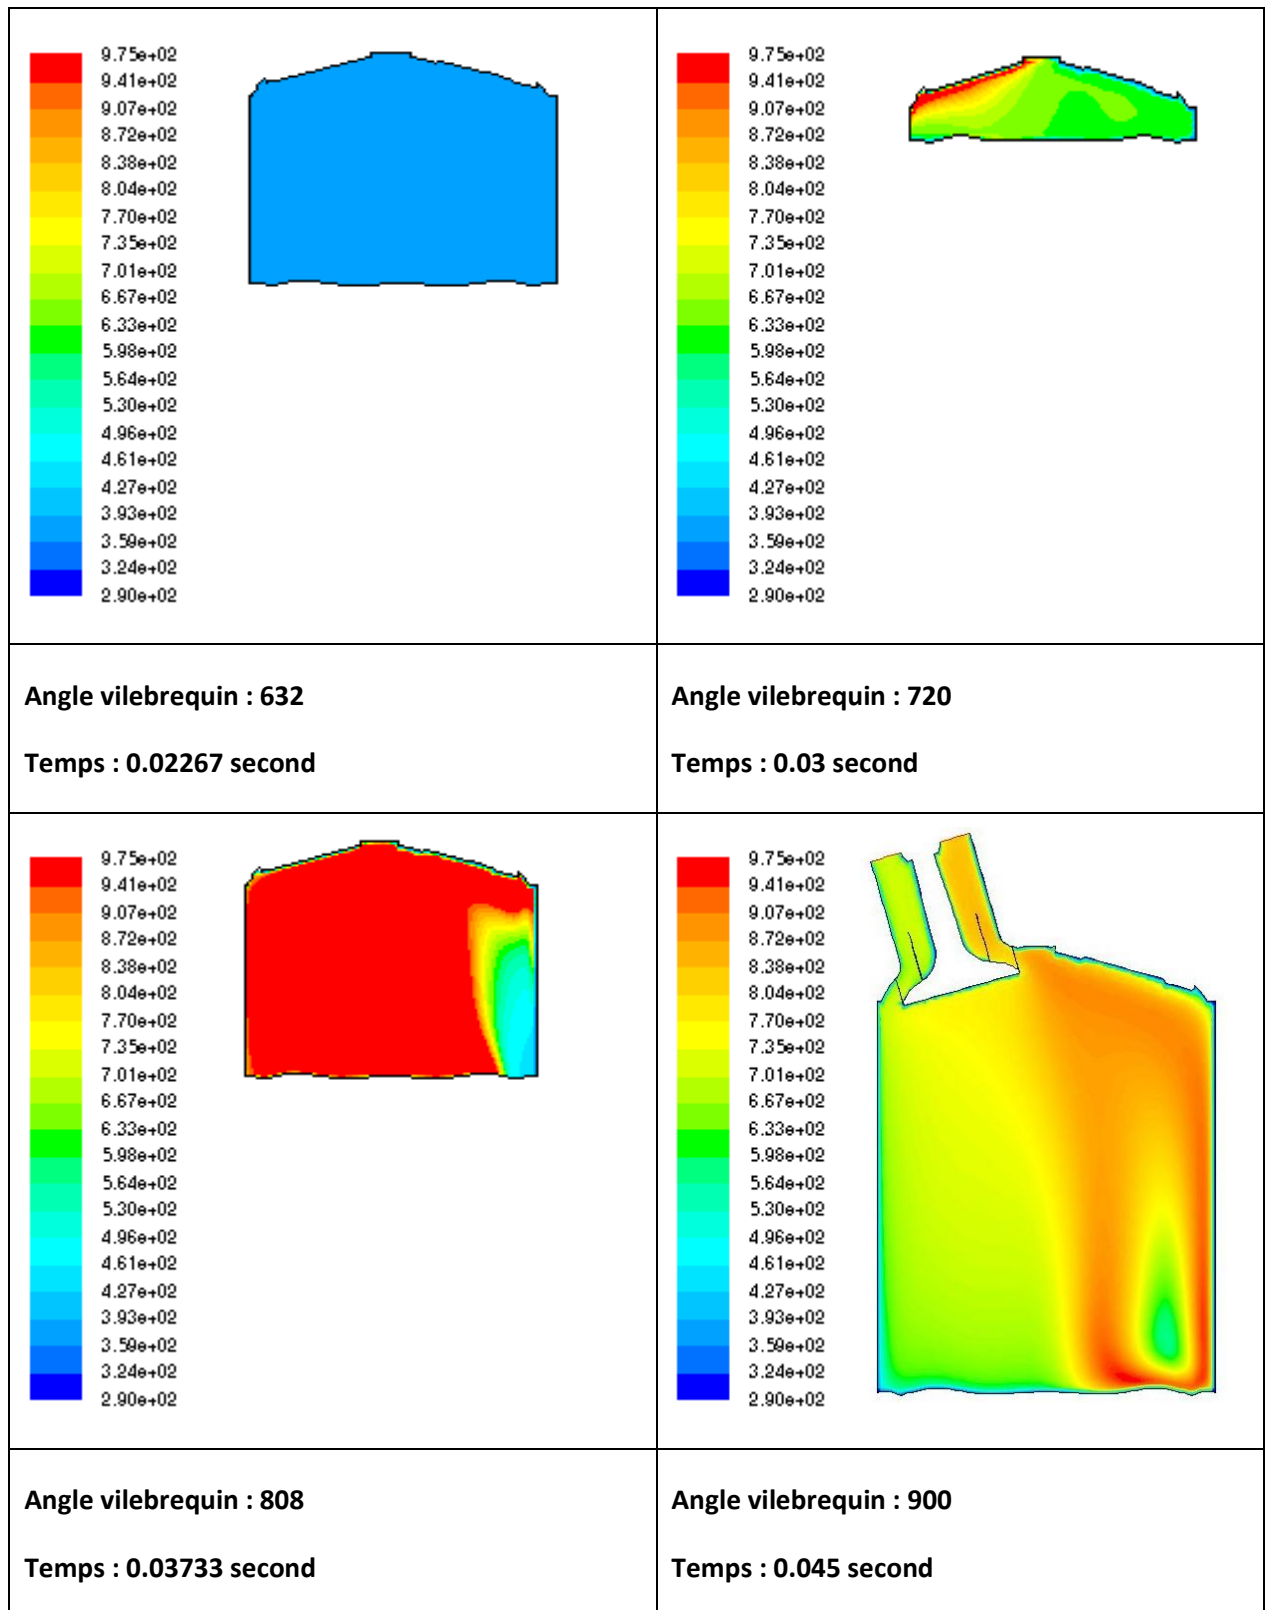 9.75e+02
9.41e+02
9.07e+02
8.72e+02
8.38e+02
8.04e+02
7.70e+02
7.35e+02
7.01e+02
6.67e+02
6.33e+02
5.98e+02
5.64e+02
5.30e+02
4.96e+02
4.61e+02
4.27e+02
3.93e+02
3.59e+02
3.24e+02
2.90e+02
9.75e+02
9.41e+02
9.07e+02
8.72e+02
8.38e+02
8.04e+02
7.70e+02
7.35e+02
7.01e+02
6.67e+02
6.33e+02
5.98e+02
5.64e+02
5.30e+02
4.96e+02
4.61e+02
4.27e+02
3.93e+02
3.59e+02
3.24e+02
2.90e+02
Angle vilebrequin : 632
Temps : 0.02267 second
Angle vilebrequin : 720
Temps : 0.03 second
9.75e+02
9.41e+02
9.07e+02
8.72e+02
8.38e+02
8.04e+02
7.70e+02
7.35e+02
7.01e+02
6.67e+02
6.33e+02
5.98e+02
5.64e+02
5.30e+02
4.96e+02
4.61e+02
4.27e+02
3.93e+02
3.59e+02
3.24e+02
2.90e+02
9.75e+02
9.41e+02
9.07e+02
8.72e+02
8.38e+02
8.04e+02
7.70e+02
7.35e+02
7.01e+02
6.67e+02
6.33e+02
5.98e+02
5.64e+02
5.30e+02
4.96e+02
4.61e+02
4.27e+02
3.93e+02
3.59e+02
3.24e+02
2.90e+02
Angle vilebrequin : 808
Temps : 0.03733 second
Angle vilebrequin : 900
Temps : 0.045 second